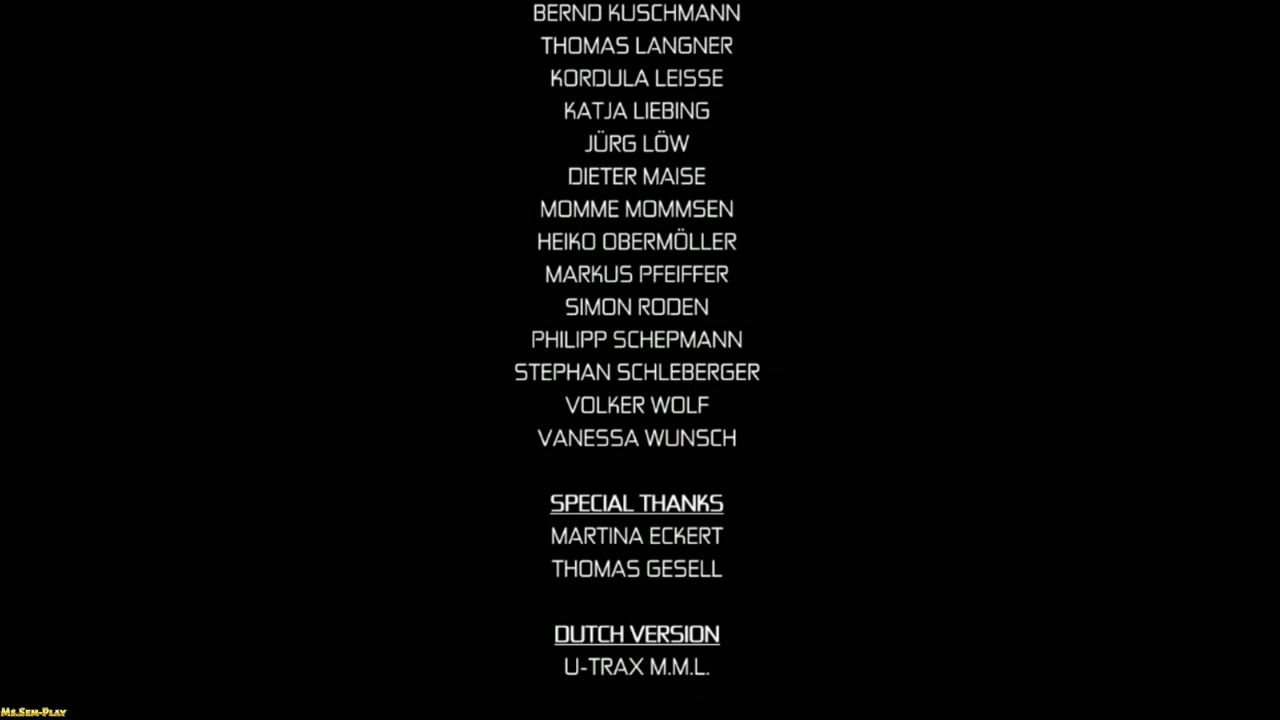 BERND KUSCHMANN
THOMAS LANGNER
KORDULA LEISSE
KATJA LIEBING
JÜRG LÖW
DIETER MAISE
MOMME MOMMSEN
HEIKO OBERMÖLLER
MARKUS PFEIFFER
SIMON RODEN
PHILIPP SCHEPMANN
STEPHAN SCHLEBERGER
VOLKER WOLF
VANESSA WUNSCH
SPECIAL THANKS
MARTINA ECKERT
THOMAS GESELL
DUTCH VERSION
U-TRAX M.M.L.
Ms.Sem-Play